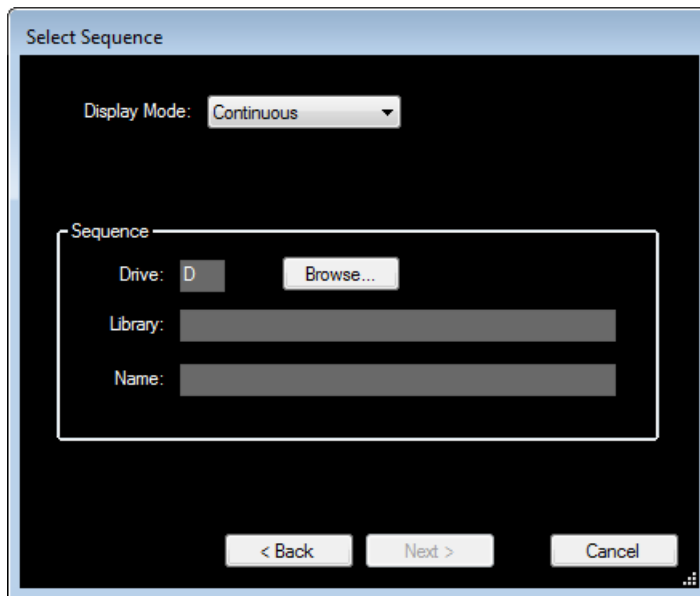 Select Sequence
Display Mode: Continuous
Sequence
Drive: D Browse...
Library:
Name:
< Back Next > Cancel